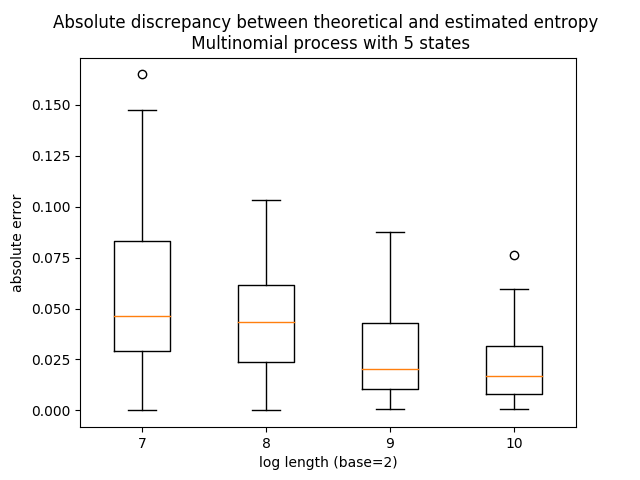 Absolute discrepancy between theoretical and estimated entropy
Multinomial process with 5 states
0.150
0.125
0.100
0.075
0.050
0.025
0.000
absolute error
7 8 9 10
log length (base=2)